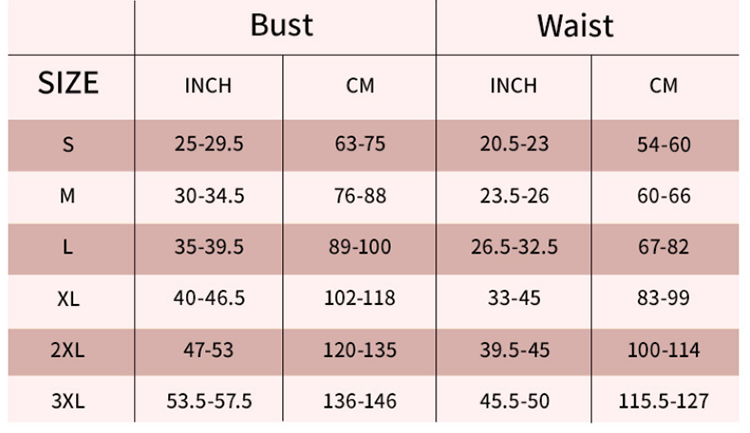 Bust Waist
SIZE INCH CM INCH CM
S 25-29.5 63-75 20.5-23 54-60
M 30-34.5 76-88 23.5-26 60-66
L 35-39.5 89-100 26.5-32.5 67-82
XL 40-46.5 102-118 33-45 83-99
2XL 47-53 120-135 39.5-45 100-114
3XL 53.5-57.5 136-146 45.5-50 115.5-127